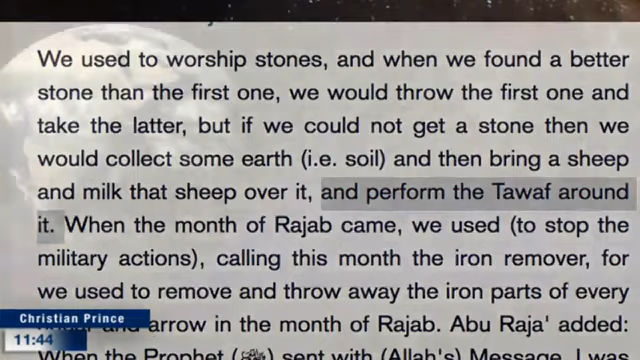 We used to worship stones, and when we found a better
stone than the first one, we would throw the first one and
take the latter, but if we could not get a stone then we
would collect some earth (i.e. soil) and then bring a sheep
and milk that sheep over it, and perform the Tawaf around
it. When the month of Rajab came, we used (to stop the
military actions), calling this month the iron remover, for
we used to remove and throw away the iron parts of every
and arrow in the month of Rajab. Abu Raja' added:
When the Prophet (ﷺ) sent with (Allah's) Message, I was
Christian Prince
11:44